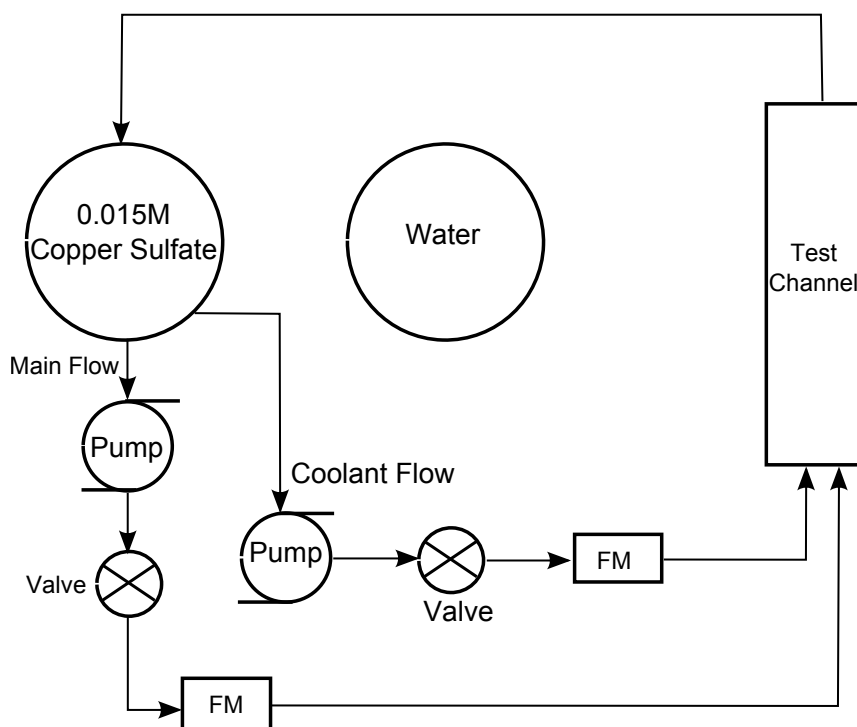 0.015M
Copper Sulfate
Water
Test
Channel
Main Flow
Pump
Coolant Flow
Pump
Valve
Valve
FM
FM